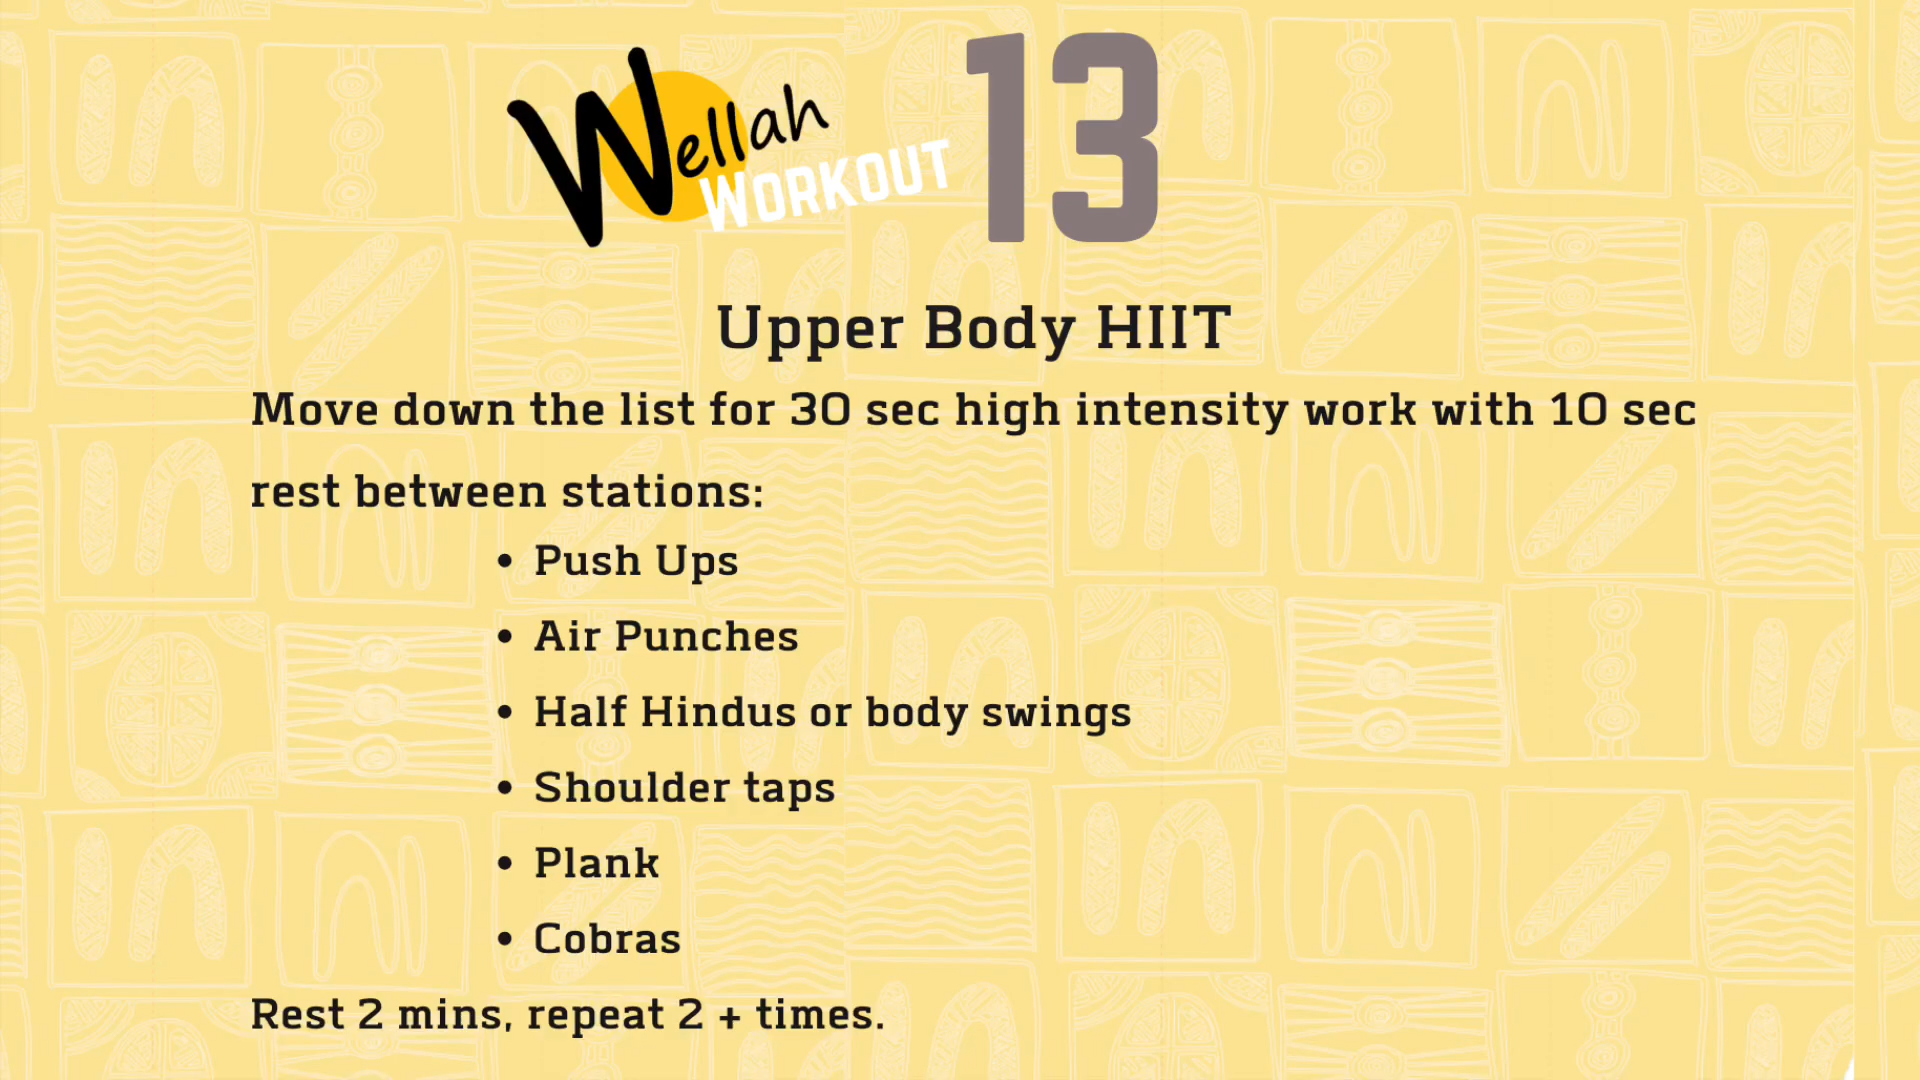 Wellah
WORKOUT
13
Upper Body HIIT
Move down the list for 30 sec high intensity work with 10 sec
rest between stations:
• Push Ups
• Air Punches
• Half Hindus or body swings
• Shoulder taps
• Plank
• Cobras
Rest 2 mins, repeat 2 + times.